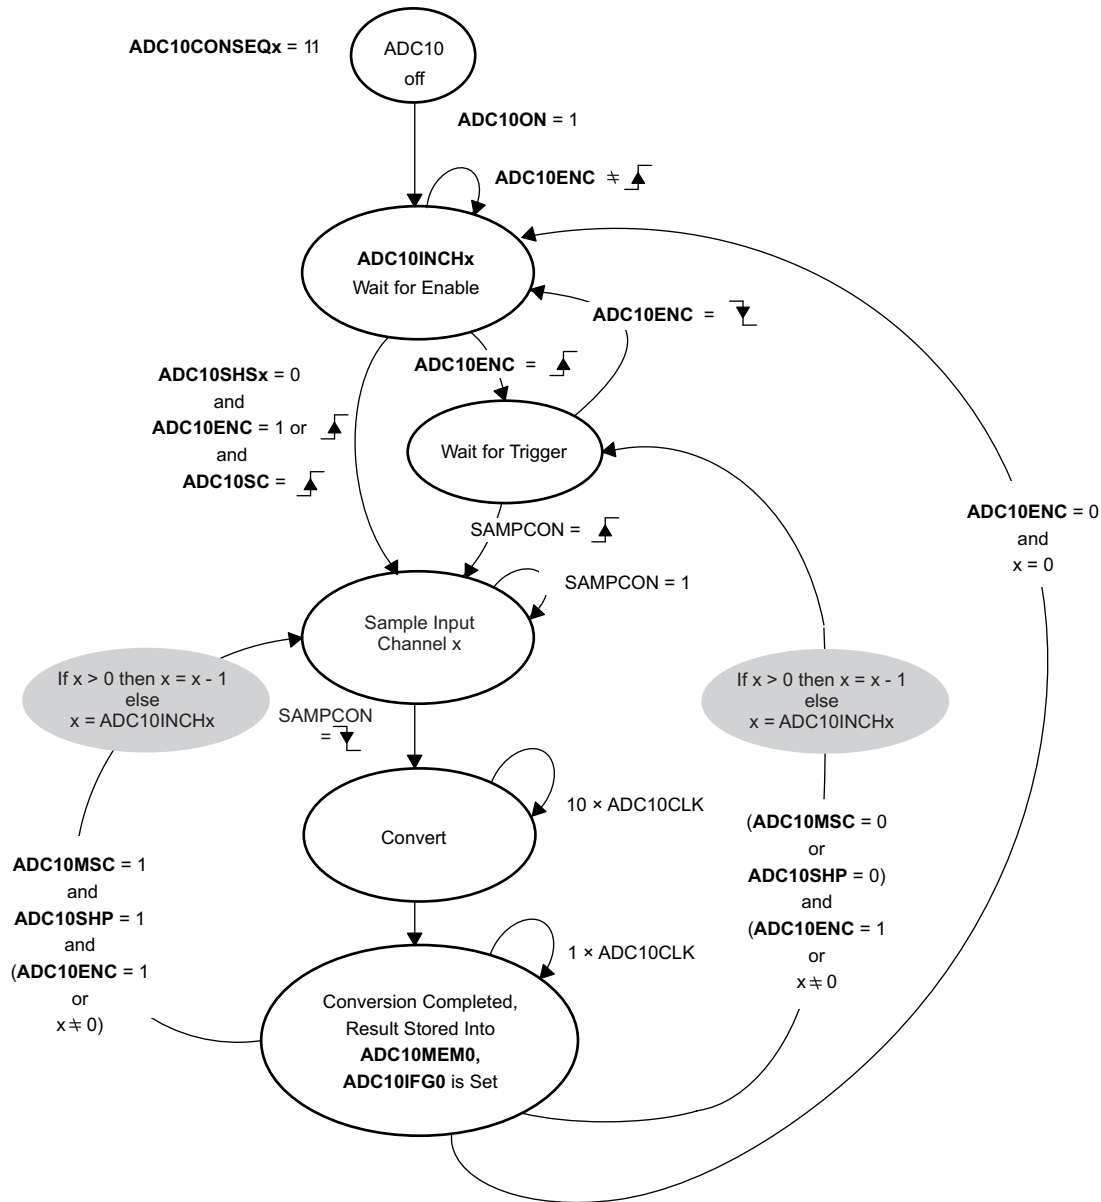 ADC10CONSEQx = 11
ADC10
off
ADC10ON = 1
ADC10ENC ≠
ADC10INCHx
Wait for Enable
ADC10ENC =
ADC10ENC =
ADC10SHSx = 0
and
ADC10ENC = 1 or
and
ADC10SC =
Wait for Trigger
SAMPCON =
ADC10ENC = 0
and
x = 0
SAMPCON = 1
Sample Input
Channel x
If x > 0 then x = x - 1
else
x = ADC10INCHx
If x > 0 then x = x - 1
else
x = ADC10INCHx
SAMPCON
=
10 × ADC10CLK
Convert
(ADC10MSC = 0
or
ADC10SHP = 0)
and
(ADC10ENC = 1
or
x ≠ 0
ADC10MSC = 1
and
ADC10SHP = 1
and
(ADC10ENC = 1
or
x ≠ 0)
1 × ADC10CLK
Conversion Completed,
Result Stored Into
ADC10MEM0,
ADC10IFG0 is Set